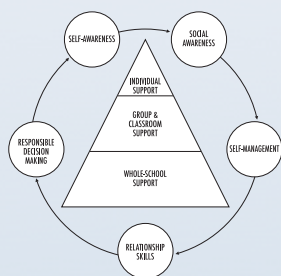 SELF-AWARENESS
SOCIAL
AWARENESS
INDIVIDUAL
SUPPORT
GROUP &
CLASSROOM
SUPPORT
RESPONSIBLE
DECISION
MAKING
SELF-MANAGEMENT
WHOLE-SCHOOL
SUPPORT
RELATIONSHIP
SKILLS